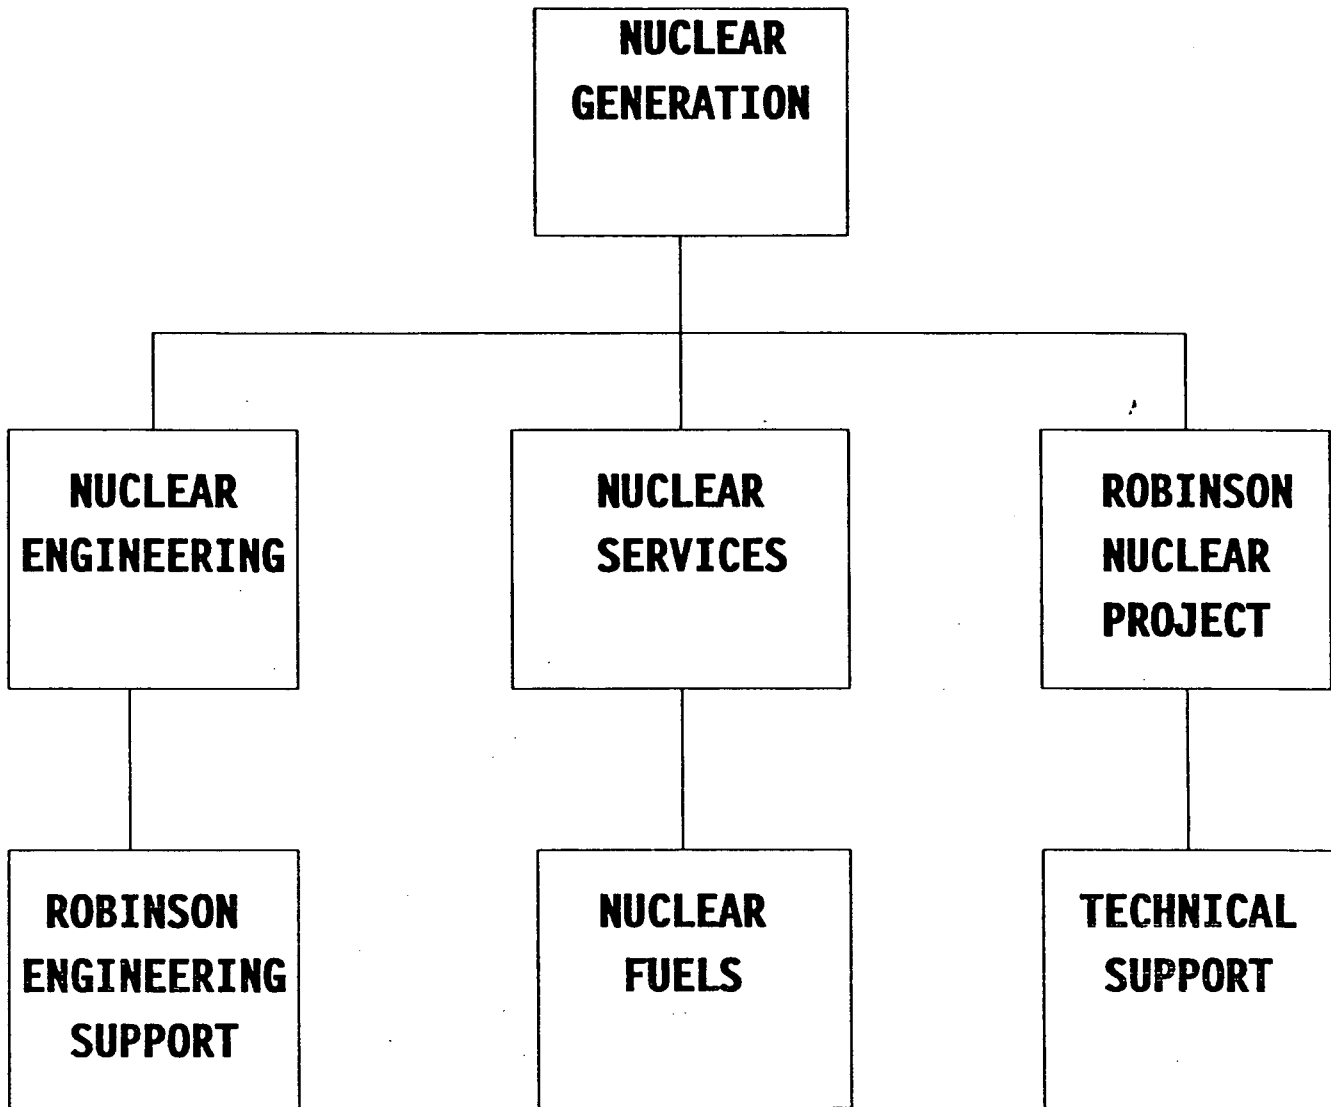 NUCLEAR
GENERATION
NUCLEAR
ENGINEERING
NUCLEAR
SERVICES
ROBINSON
NUCLEAR
PROJECT
ROBINSON
ENGINEERING
SUPPORT
NUCLEAR
FUELS
TECHNICAL
SUPPORT